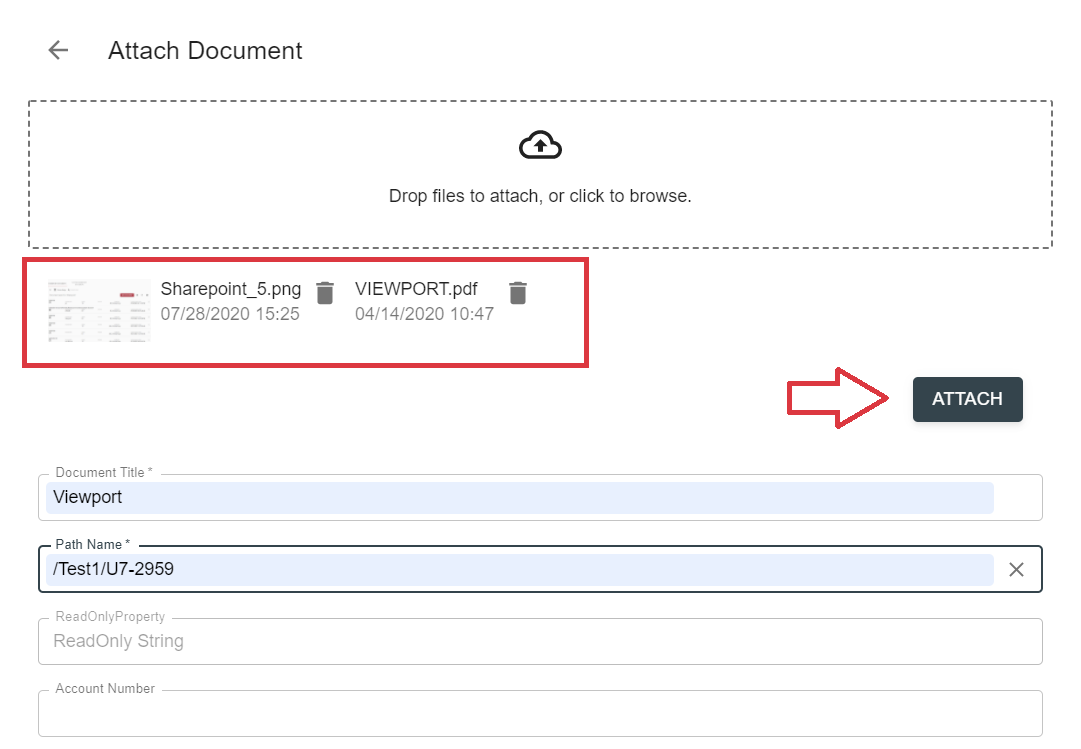 Attach Document
Drop files to attach, or click to browse.
Sharepoint_5.png
07/28/2020 15:25
VIEWPORT.pdf
04/14/2020 10:47
ATTACH
Document Title *
Viewport
Path Name *
/Test1/U7-2959
ReadOnlyProperty
ReadOnly String
Account Number